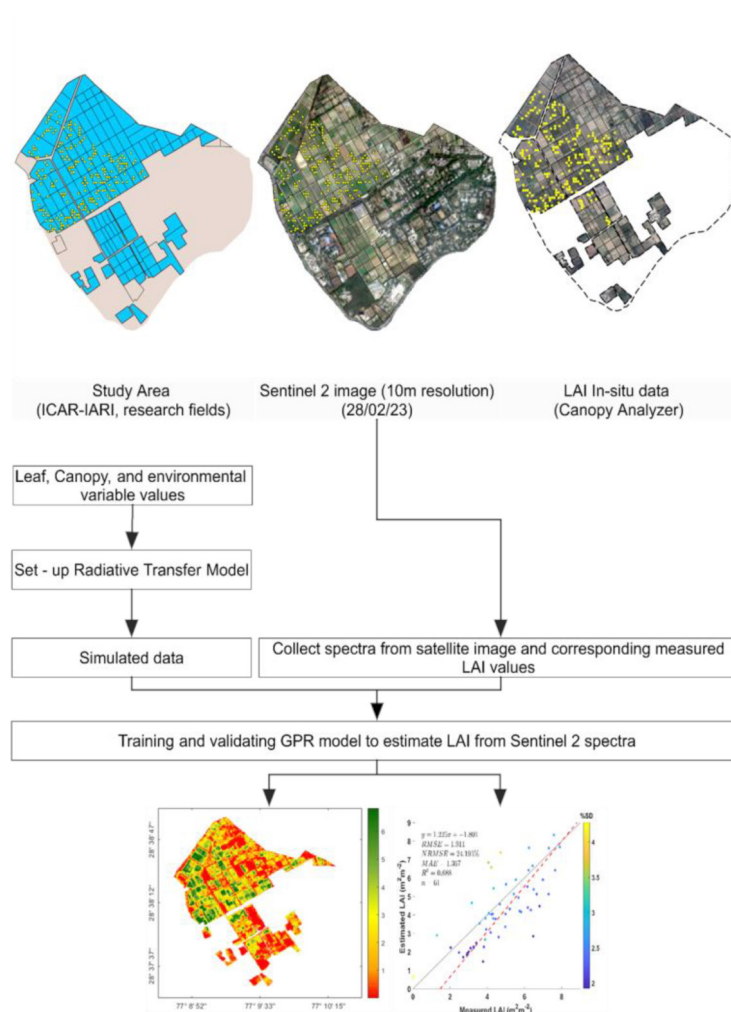 Study Area
(ICAR-IARI, research fields)
Sentinel 2 image (10m resolution)
(28/02/23)
LAI In-situ data
(Canopy Analyzer)
Leaf, Canopy, and environmental
variable values
Set - up Radiative Transfer Model
Simulated data
Collect spectra from satellite image and corresponding measured
LAI values
Training and validating GPR model to estimate LAI from Sentinel 2 spectra
28° 38' 47"
28° 38' 12"
28° 37' 37"
77° 8' 52"
77° 9' 33"
77° 10' 15"
6
5
4
3
2
1
Estimated LAI (m²m⁻²)
9
8
7
6
5
4
3
2
1
0
0
2
4
6
8
Measured LAI (m²m⁻²)
%SD
4
3.5
3
2.5
2